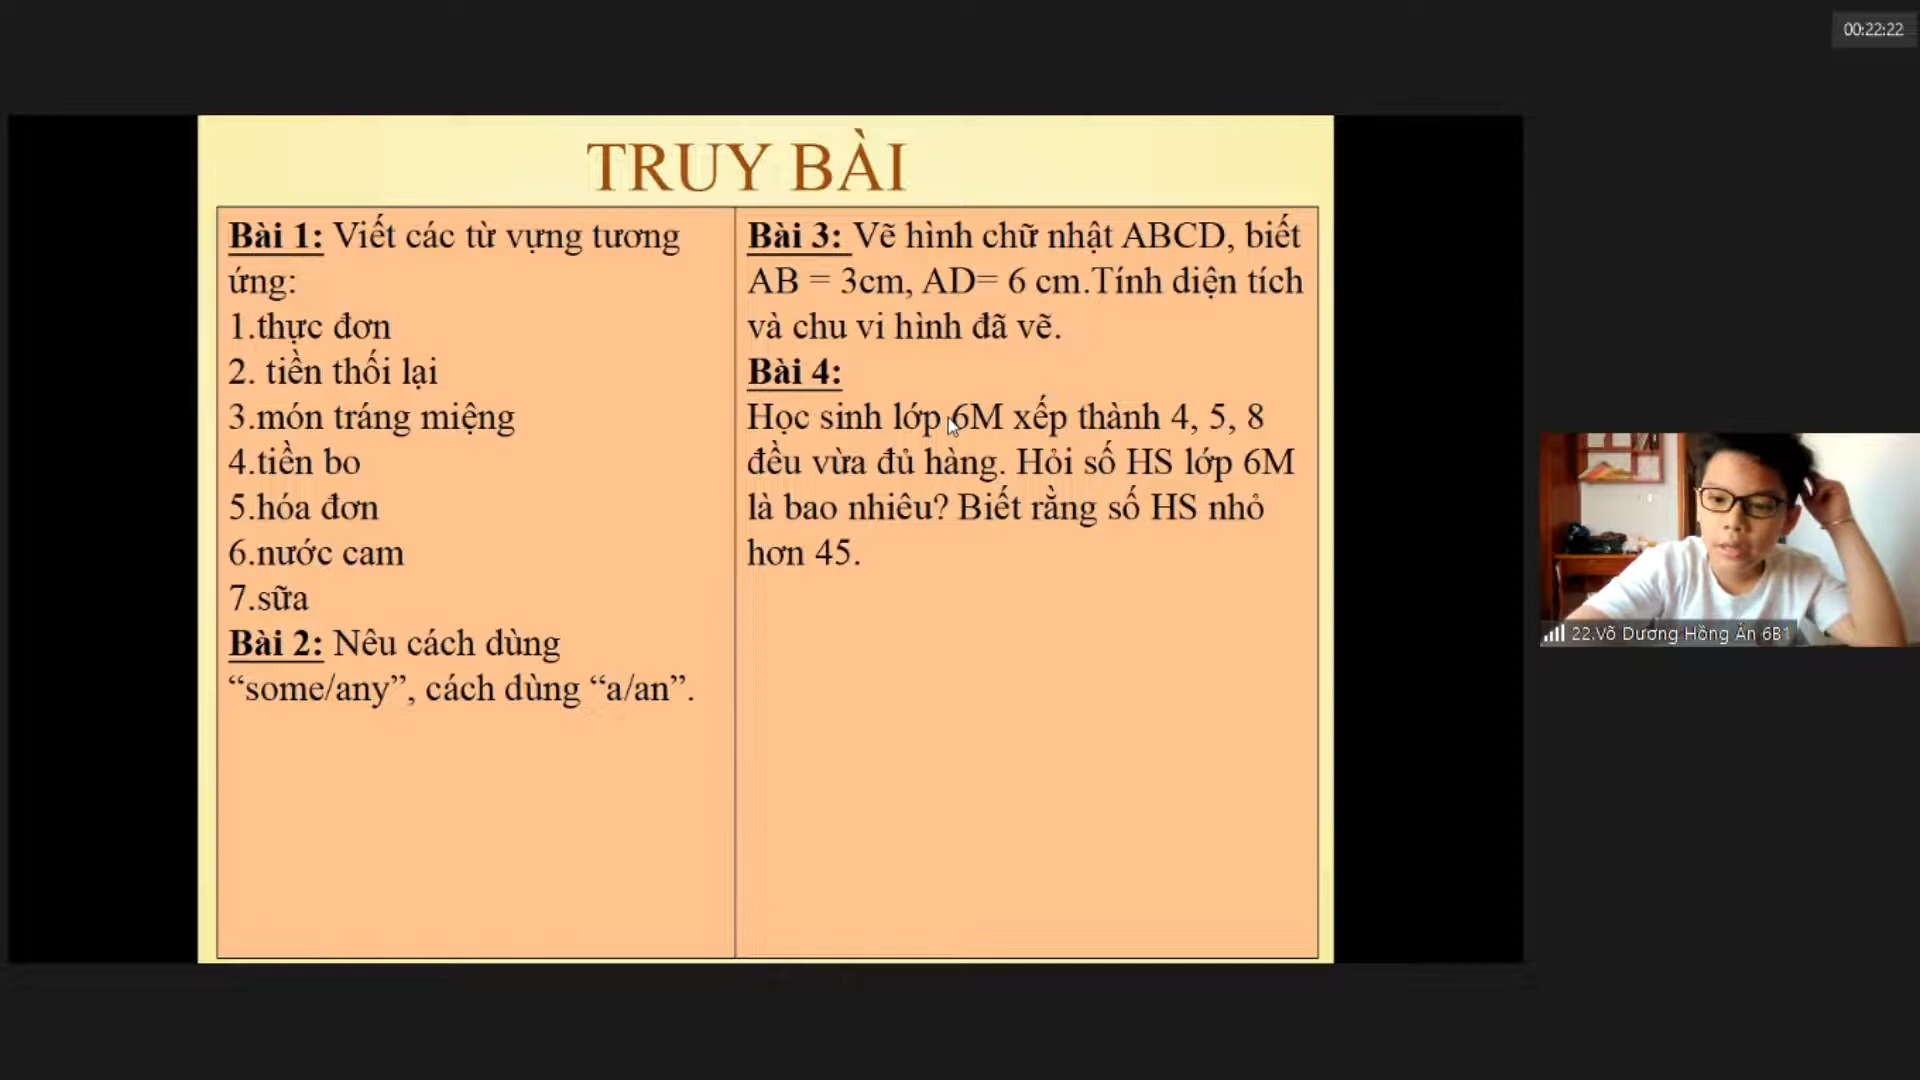 00:22:22
TRUY BÀI
Bài 1: Viết các từ vựng tương
ứng:
1.thực đơn
2. tiền thối lại
3.món tráng miệng
4.tiền bo
5.hóa đơn
6.nước cam
7.sữa
Bài 2: Nêu cách dùng
“some/any”, cách dùng “a/an”.
Bài 3: Vẽ hình chữ nhật ABCD, biết
AB = 3cm, AD= 6 cm.Tính diện tích
và chu vi hình đã vẽ.
Bài 4:
Học sinh lớp 6M xếp thành 4, 5, 8
đều vừa đủ hàng. Hỏi số HS lớp 6M
là bao nhiêu? Biết rằng số HS nhỏ
hơn 45.
22.Võ Dương Hồng Ân 6B1